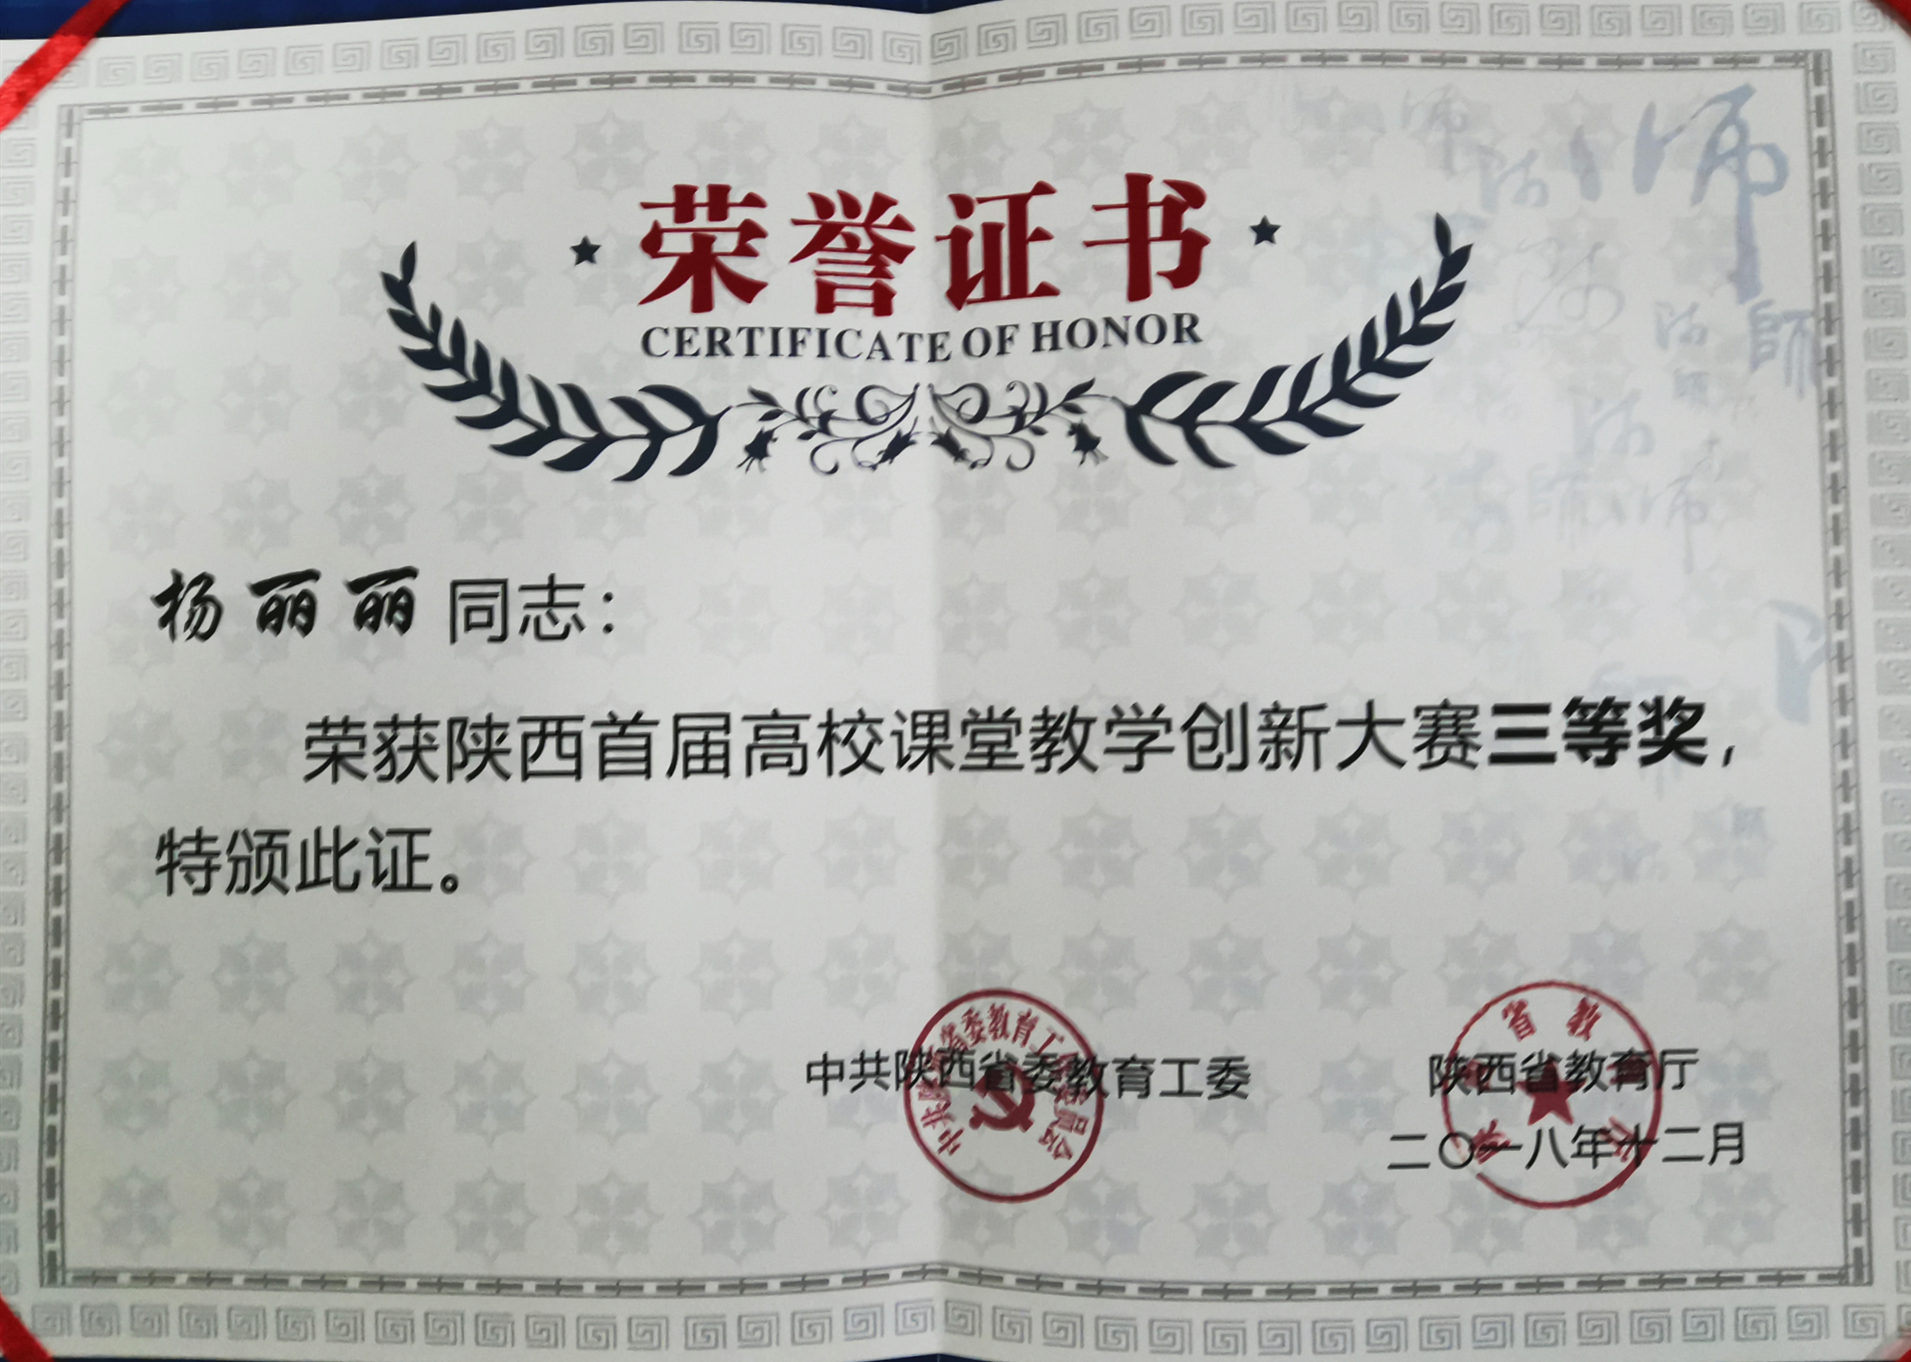 荣誉证书
CERTIFICATE OF HONOR
杨丽丽同志：
荣获陕西首届高校课堂教学创新大赛三等奖，
特颁此证。
中共陕西省委教育工委
陕西省教育厅
二〇一八年十二月